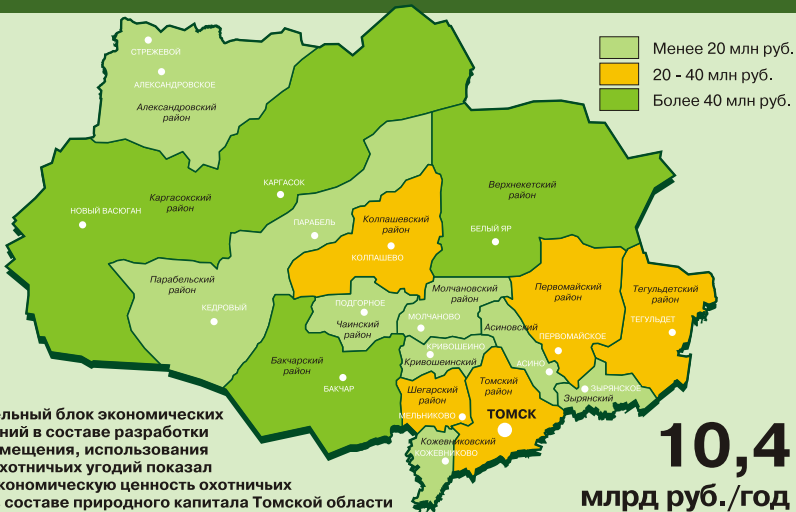 Менее 20 млн руб.
20 - 40 млн руб.
Более 40 млн руб.
СТРЕЖЕВОЙ
АЛЕКСАНДРОВСКОЕ
Александровский
район
КАРГАСОК
Каргасокский
район
НОВЫЙ ВАСЮГАН
Верхнекетский
район
БЕЛЫЙ ЯР
ПАРАБЕЛЬ
Колпашевский
район
КОЛПАШЕВО
Парабельский
район
КЕДРОВЫЙ
ПОДГОРНОЕ
Чаинский
район
Молчановский
район
МОЛЧАНОВО
Первомайский
район
ПЕРВОМАЙСКОЕ
Тегульдетский
район
ТЕГУЛЬДЕТ
Асиновский
АСИНО
КРИВОШЕИНО
Кривошеинский
Бакчарский
район
БАКЧАР
Шегарский
район
МЕЛЬНИКОВО
Томский
район
ТОМСК
ЗЫРЯНСКОЕ
Зырянский
Кожевниковский
район
КОЖЕВНИКОВО
ельный блок экономических
ний в составе разработки
мещения, использования
хотничьих угодий показал
кономическую ценность охотничьих
в составе природного капитала Томской области
10,4
млрд руб./год